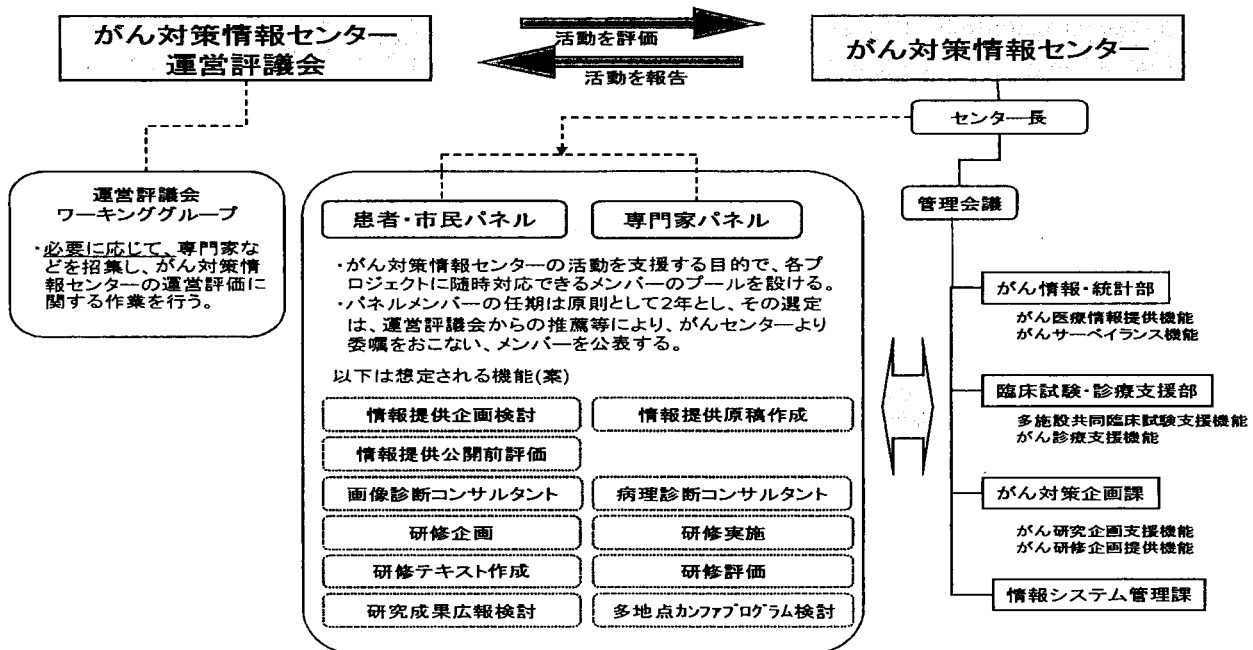 がん対策情報センター
運営評議会
活動を評価
活動を報告
がん対策情報センター
センター長
管理会議
運営評議会
ワーキンググループ
・必要に応じて、専門家な
どを招集し、がん対策情
報センターの運営評価に
関する作業を行う。
患者・市民パネル
専門家パネル
・がん対策情報センターの活動を支援する目的で、各プ
ロジェクトに随時対応できるメンバーのプールを設ける。
・パネルメンバーの任期は原則として2年とし、その選定
は、運営評議会からの推薦等により、がんセンターより
委嘱をおこない、メンバーを公表する。
以下は想定される機能(案)
情報提供企画検討
情報提供原稿作成
情報提供公開前評価
画像診断コンサルタント
病理診断コンサルタント
研修企画
研修実施
研修テキスト作成
研修評価
研究成果広報検討
多地点カンファプログラム検討
がん情報・統計部
がん医療情報提供機能
がんサーベイランス機能
臨床試験・診療支援部
多施設共同臨床試験支援機能
がん診療支援機能
がん対策企画課
がん研究企画支援機能
がん研修企画提供機能
情報システム管理課